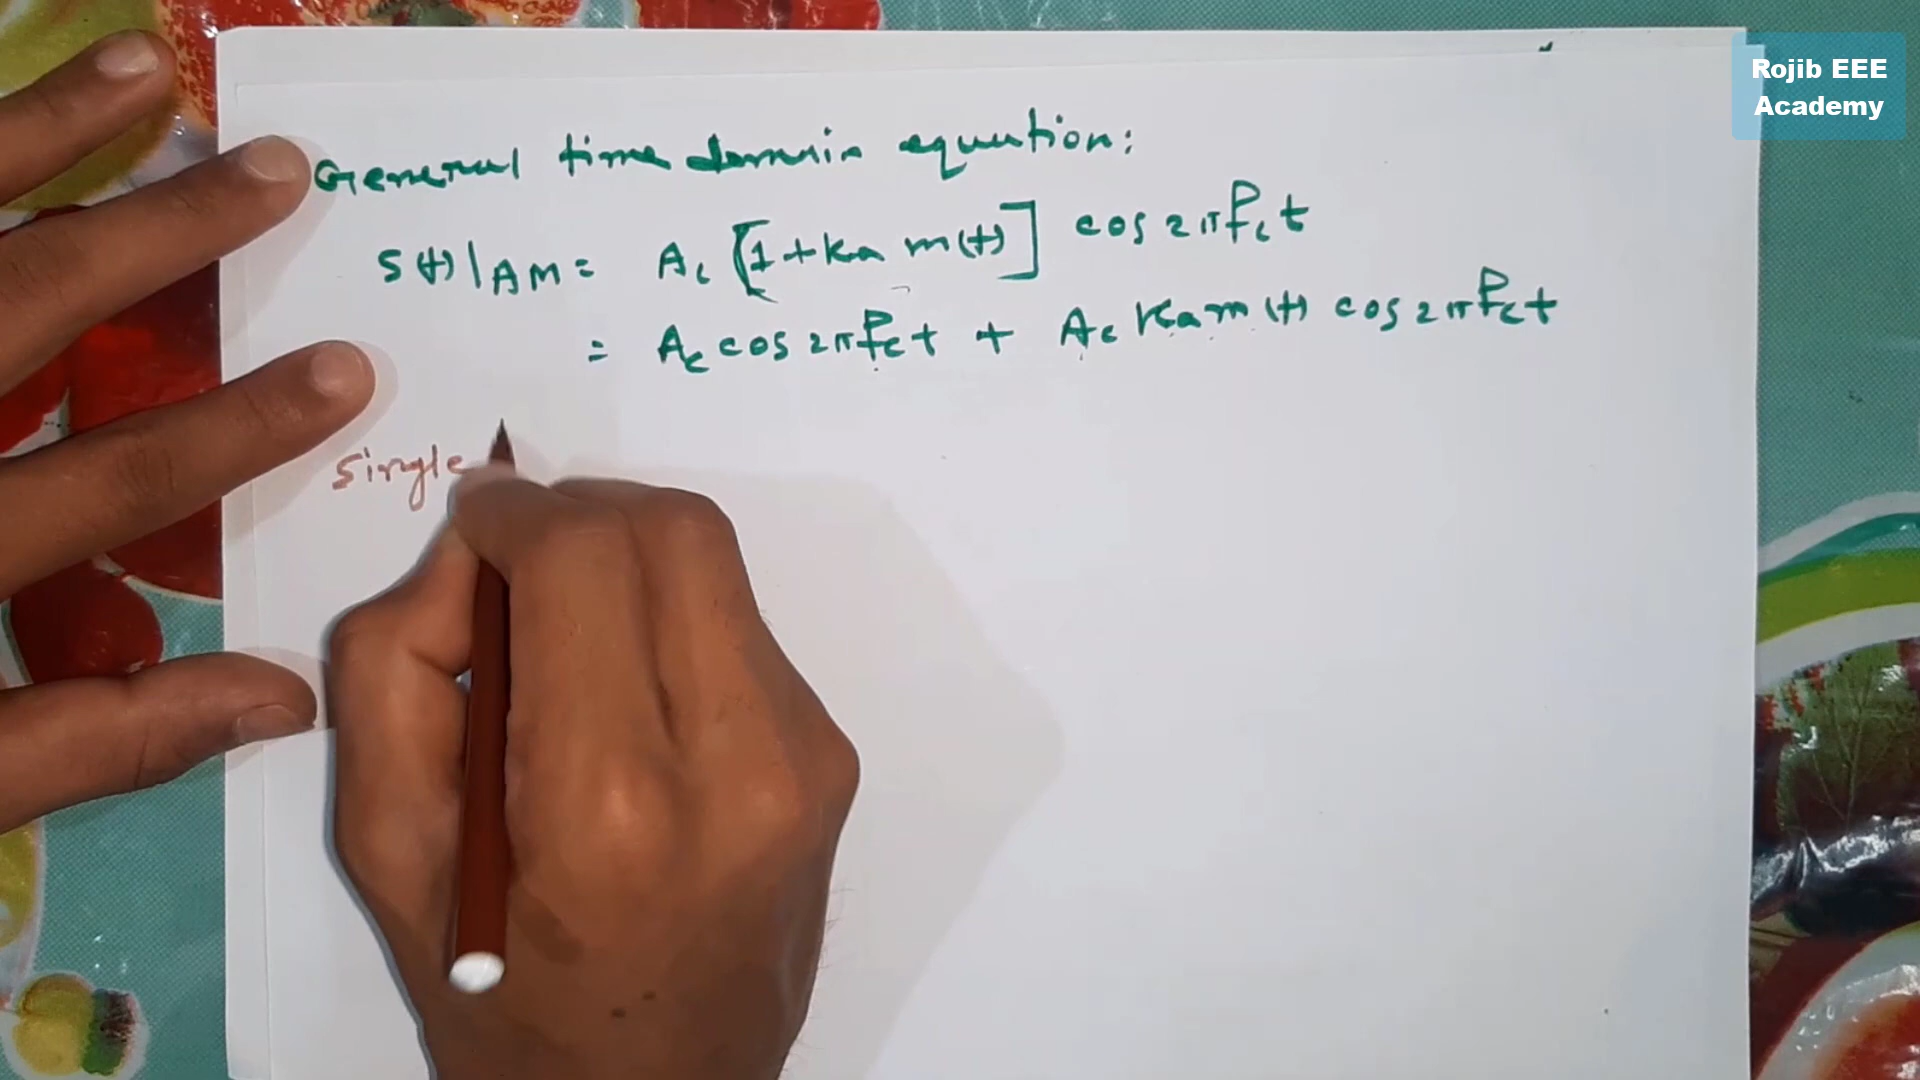 General time domain equation:
S(t)|AM = Ac [1+ka m(t)] cos 2πfct
= Ac cos 2πfct + Ac Ka m(t) cos 2πfct
Single
Rojib EEE
Academy